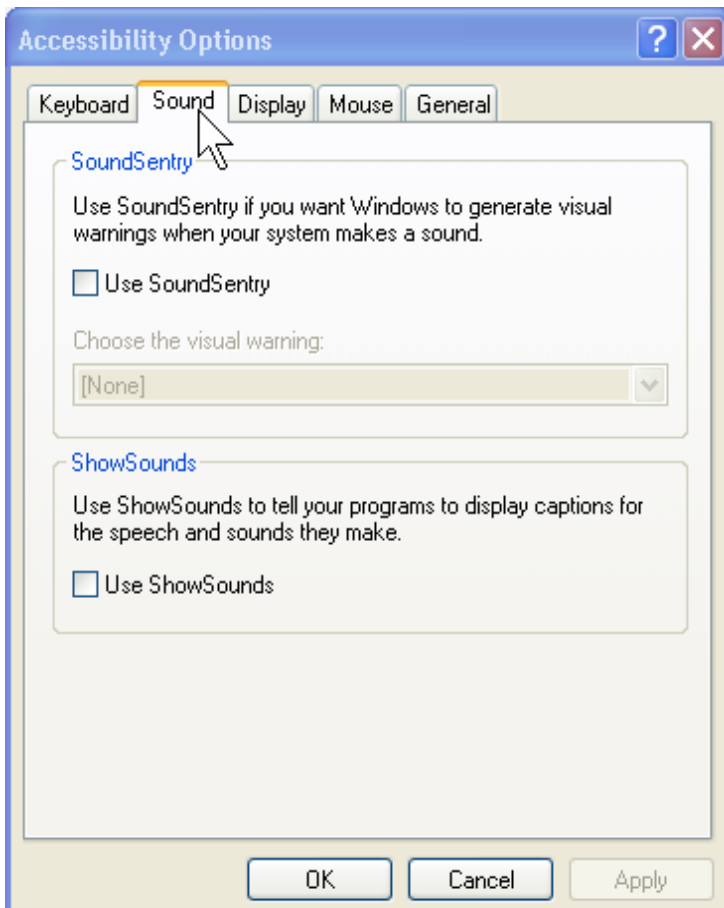 Accessibility Options
Keyboard Sound Display Mouse General
SoundSentry
Use SoundSentry if you want Windows to generate visual
warnings when your system makes a sound.
Use SoundSentry
Choose the visual warning:
[None]
ShowSounds
Use ShowSounds to tell your programs to display captions for
the speech and sounds they make.
Use ShowSounds
OK Cancel Apply